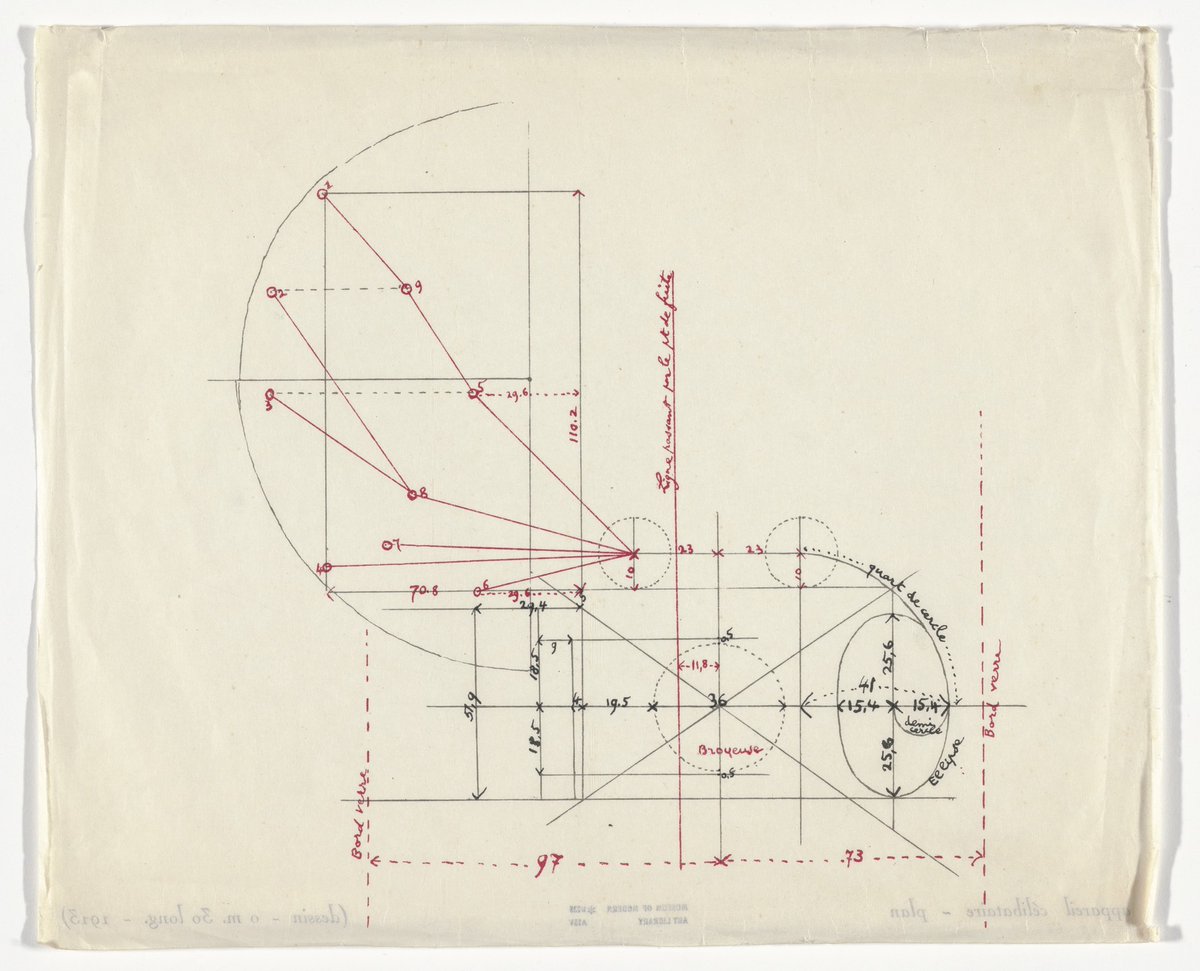 1
2
9
5
29.6
110.2
3
8
7
4
6
70.8
29.6
29,4
Ligne passant par le pt de fuite
23
23
10
10
quart de cercle
0,5
9
18,5
11,8
51,9
4
19.5
36
41
15,4
15,4
25,6
25,6
demi
cercle
Ellipse
18,5
Broyeuse
0,5
Bord verre
Bord verre
97
73
(dessin - 0 m. 30 long. - 1913)
MUSEUM OF MODERN
ART LIBRARY
appareil célibataire - plan